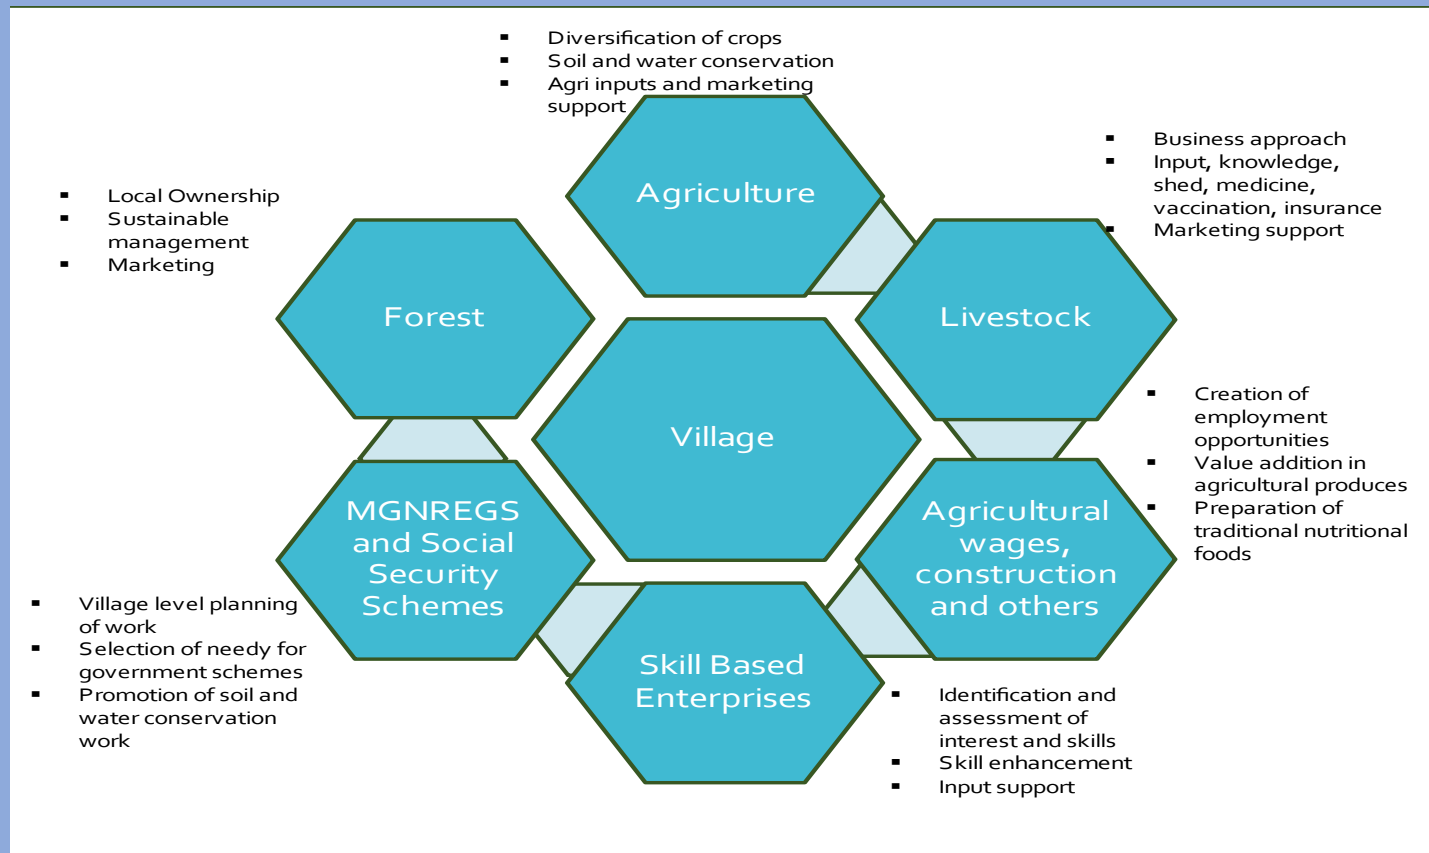 ▪ Diversification of crops
▪ Soil and water conservation
▪ Agri inputs and marketing
support
Agriculture
▪ Business approach
▪ Input, knowledge,
shed, medicine,
vaccination, insurance
▪ Marketing support
Livestock
▪ Local Ownership
▪ Sustainable
management
▪ Marketing
Forest
Village
▪ Creation of
employment
opportunities
▪ Value addition in
agricultural produces
▪ Preparation of
traditional nutritional
foods
Agricultural
wages,
construction
and others
MGNREGS
and Social
Security
Schemes
▪ Village level planning
of work
▪ Selection of needy for
government schemes
▪ Promotion of soil and
water conservation
work
Skill Based
Enterprises
▪ Identification and
assessment of
interest and skills
▪ Skill enhancement
▪ Input support